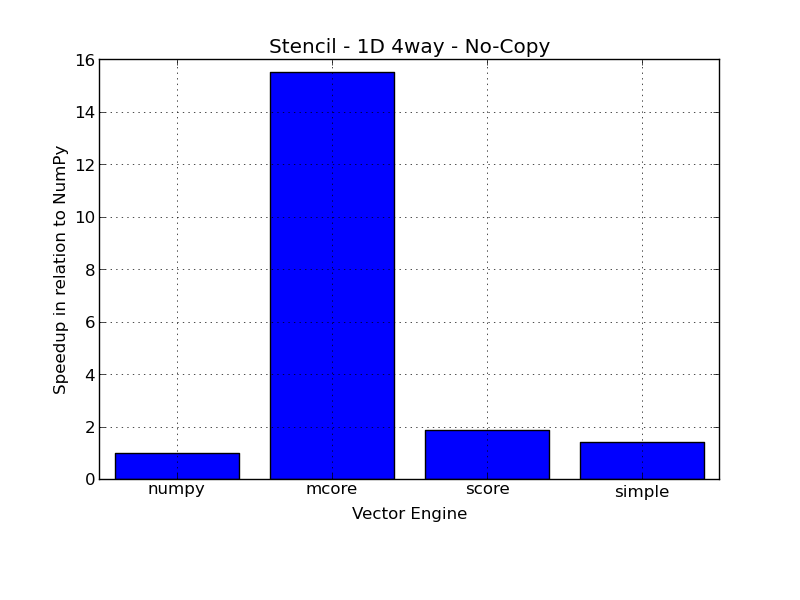 Stencil - 1D 4way - No-Copy
16
14
12
10
8
6
4
2
0
Speedup in relation to NumPy
numpy mcore score simple
Vector Engine